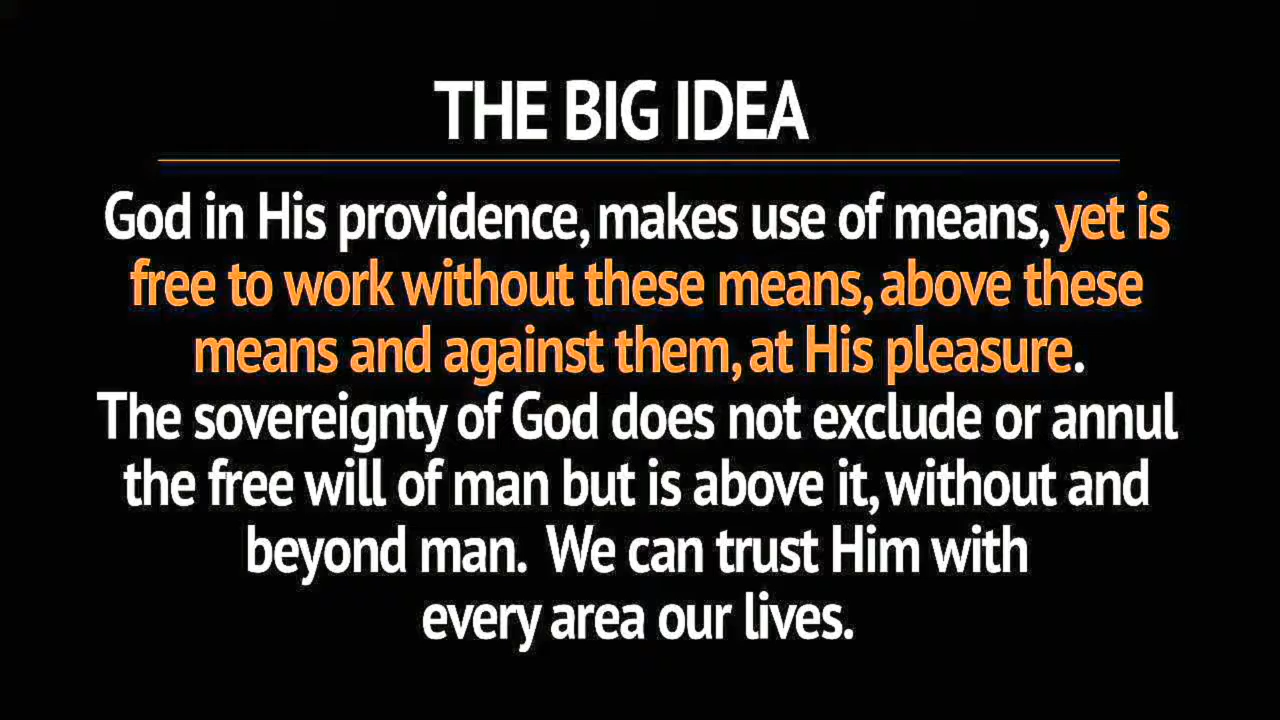 THE BIG IDEA
God in His providence, makes use of means, yet is
free to work without these means, above these
means and against them, at His pleasure.
The sovereignty of God does not exclude or annul
the free will of man but is above it, without and
beyond man. We can trust Him with
every area our lives.